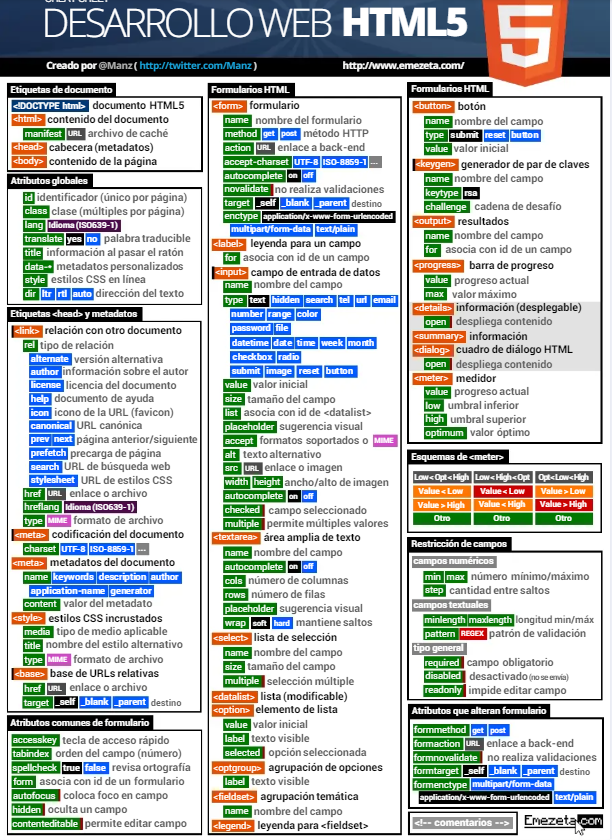 CHEAT SHEET
DESARROLLO WEB HTML5
5
Creado por @Manz ( http://twitter.com/Manz )
http://www.emezeta.com/
Etiquetas de documento
<!DOCTYPE html> documento HTML5
<html> contenido del documento
manifest URL archivo de caché
<head> cabecera (metadatos)
<body> contenido de la página
Atributos globales
id identificador (único por página)
class clase (múltiples por página)
lang Idioma (ISO639-1)
translate yes no palabra traducible
title información al pasar el ratón
data-* metadatos personalizados
style estilos CSS en línea
dir ltr rtl auto dirección del texto
Etiquetas <head> y metadatos
<link> relación con otro documento
rel tipo de relación
alternate versión alternativa
author información sobre el autor
license licencia del documento
help documento de ayuda
icon icono de la URL (favicon)
canonical URL canónica
prev next página anterior/siguiente
prefetch precarga de página
search URL de búsqueda web
stylesheet URL de estilos CSS
href URL enlace o archivo
hreflang Idioma (ISO639-1)
type MIME formato de archivo
<meta> codificación del documento
charset UTF-8 ISO-8859-1 ...
<meta> metadatos del documento
name keywords description author
application-name generator
content valor del metadato
<style> estilos CSS incrustados
media tipo de medio aplicable
title nombre del estilo alternativo
type MIME formato de archivo
<base> base de URLs relativas
href URL enlace o archivo
target _self _blank _parent destino
Atributos comunes de formulario
accesskey tecla de acceso rápido
tabindex orden del campo (número)
spellcheck true false revisa ortografía
form asocia con id de un formulario
autofocus coloca foco en campo
hidden oculta un campo
contenteditable permite editar campo
Formularios HTML
<form> formulario
name nombre del formulario
method get post método HTTP
action URL enlace a back-end
accept-charset UTF-8 ISO-8859-1 ...
autocomplete on off
novalidate no realiza validaciones
target _self _blank _parent destino
enctype application/x-www-form-urlencoded
multipart/form-data text/plain
<label> leyenda para un campo
for asocia con id de un campo
<input> campo de entrada de datos
name nombre del campo
type text hidden search tel url email
number range color
password file
datetime date time week month
checkbox radio
submit image reset button
value valor inicial
size tamaño del campo
list asocia con id de <datalist>
placeholder sugerencia visual
accept formatos soportados o MIME
alt texto alternativo
src URL enlace o imagen
width height ancho/alto de imagen
autocomplete on off
checked campo seleccionado
multiple permite múltiples valores
<textarea> área amplia de texto
name nombre del campo
autocomplete on off
cols número de columnas
rows número de filas
placeholder sugerencia visual
wrap soft hard mantiene saltos
<select> lista de selección
name nombre del campo
size tamaño del campo
multiple selección múltiple
<datalist> lista (modificable)
<option> elemento de lista
value valor inicial
label texto visible
selected opción seleccionada
<optgroup> agrupación de opciones
label texto visible
<fieldset> agrupación temática
name nombre del campo
<legend> leyenda para <fieldset>
Formularios HTML
<button> botón
name nombre del campo
type submit reset button
value valor inicial
<keygen> generador de par de claves
name nombre del campo
keytype rsa
challenge cadena de desafío
<output> resultados
name nombre del campo
for asocia con id de un campo
<progress> barra de progreso
value progreso actual
max valor máximo
<details> información (desplegable)
open despliega contenido
<summary> información
<dialog> cuadro de diálogo HTML
open despliega contenido
<meter> medidor
value progreso actual
low umbral inferior
high umbral superior
optimum valor óptimo
Esquemas de <meter>
Low<Opt<High Low<High<Opt Opt<Low<High
Value < Low Value < Low Value > Low
Value > High Value < High Value > High
Otro Otro Otro
Restricción de campos
campos numéricos
min max número mínimo/máximo
step cantidad entre saltos
campos textuales
minlength maxlength longitud min/máx
pattern REGEX patrón de validación
tipo general
required campo obligatorio
disabled desactivado (no se envía)
readonly impide editar campo
Atributos que alteran formulario
formmethod get post
formaction URL enlace a back-end
formnovalidate no realiza validaciones
formtarget _self _blank _parent destino
formenctype multipart/form-data
application/x-www-form-urlencoded text/plain
<!-- comentarios -->
Emezeta.com